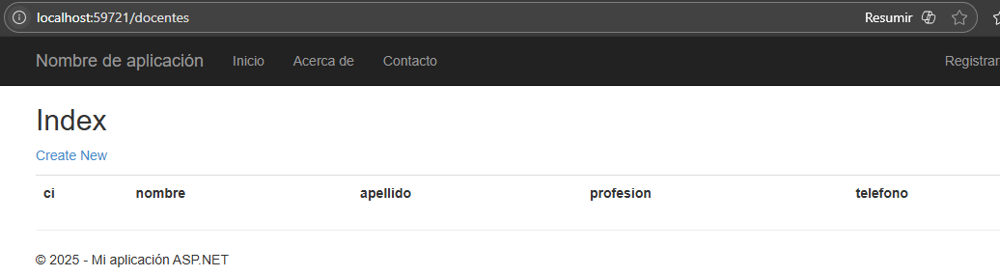 localhost:59721/docentes Resumir
Nombre de aplicación Inicio Acerca de Contacto Registrar
Index
Create New
ci nombre apellido profesion telefono
© 2025 - Mi aplicación ASP.NET